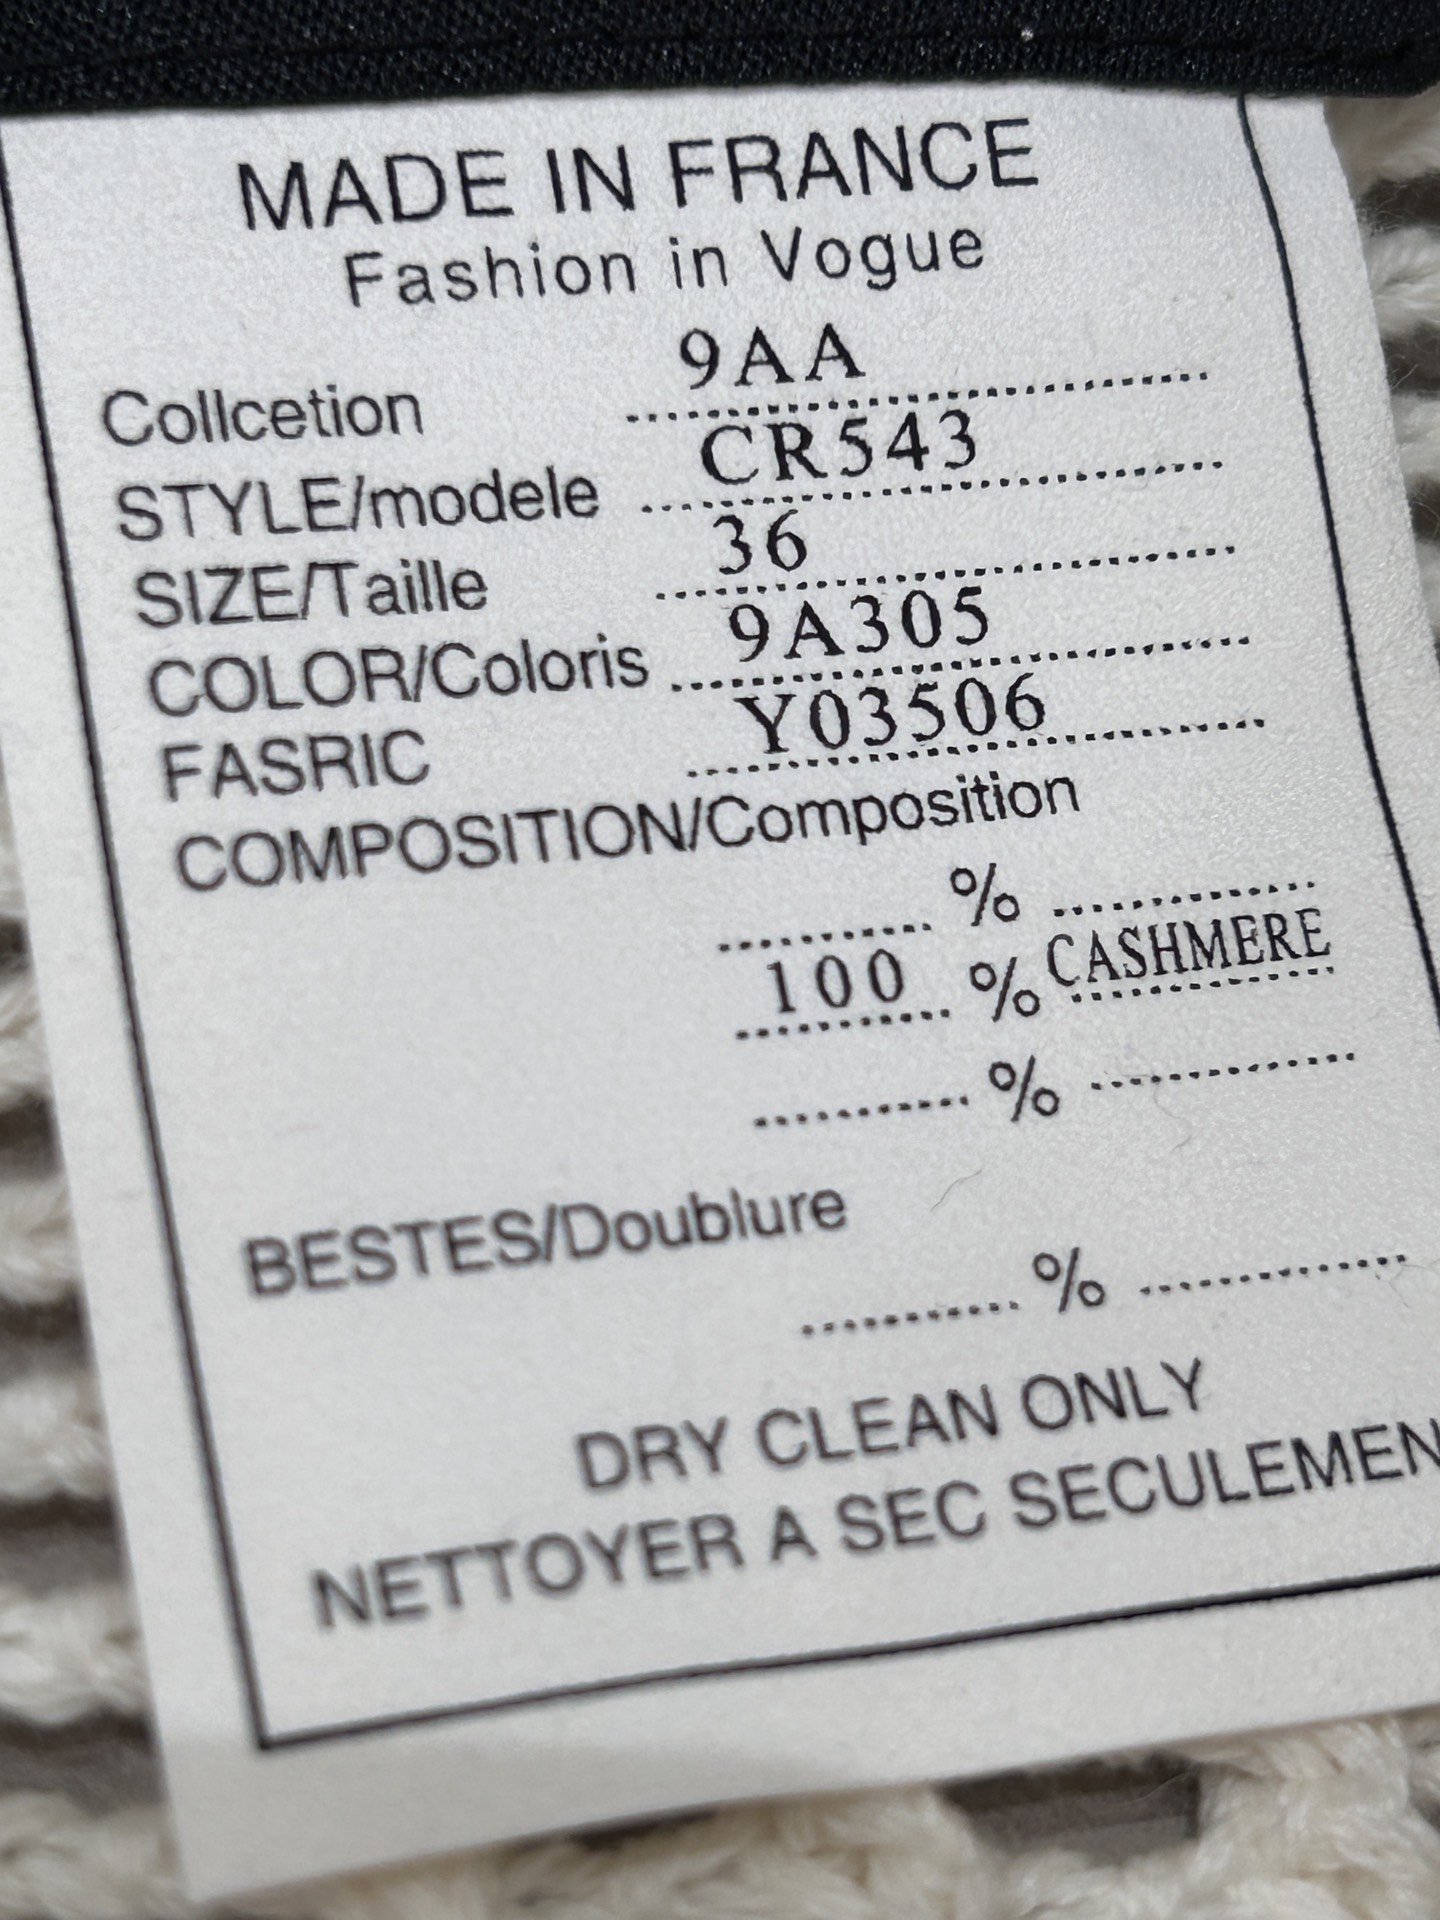 MADE IN FRANCE
Fashion in Vogue
Collcetion 9AA
STYLE/modele CR543
SIZE/Taille 36
COLOR/Coloris 9A305
FASRIC Y03506
COMPOSITION/Composition
%
100 % CASHMERE
%
BESTES/Doublure
%
DRY CLEAN ONLY
NETTOYER A SEC SECULEMEN